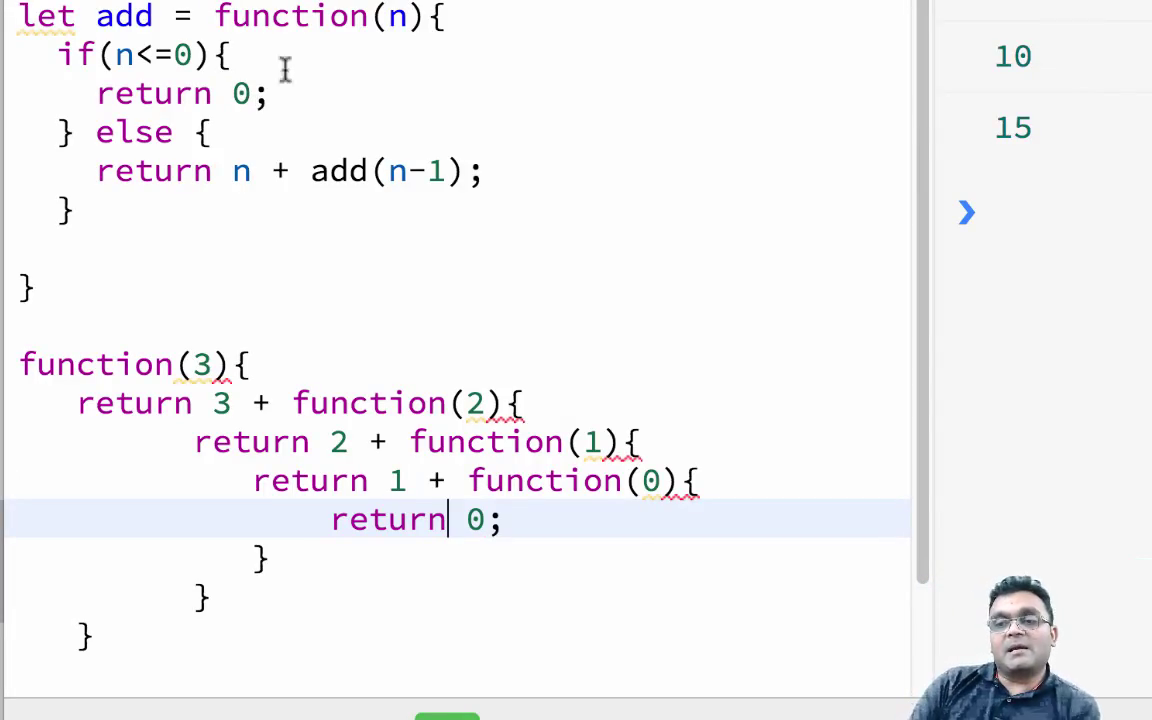 let add = function(n){
if(n<=0){
return 0;
} else {
return n + add(n-1);
}
}
function(3){
return 3 + function(2){
return 2 + function(1){
return 1 + function(0){
return 0;
}
}
}
10
15
❯